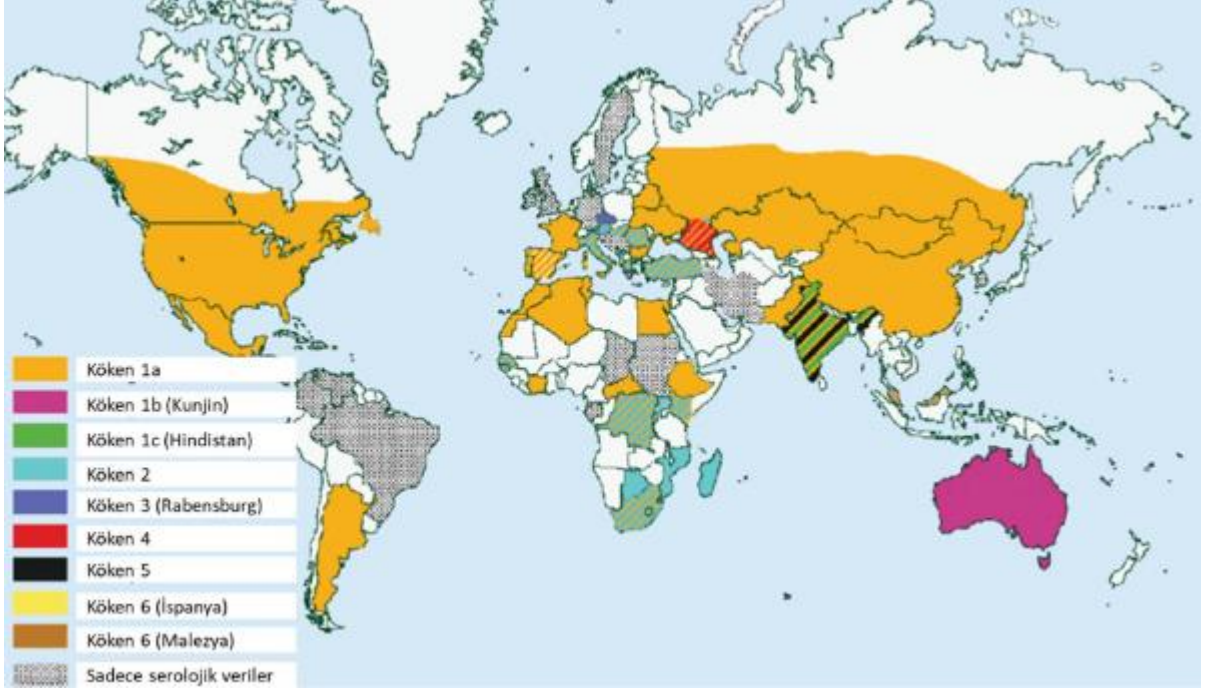 Köken 1a
Köken 1b (Kunjin)
Köken 1c (Hindistan)
Köken 2
Köken 3 (Rabensburg)
Köken 4
Köken 5
Köken 6 (İspanya)
Köken 6 (Malezya)
Sadece serolojik veriler